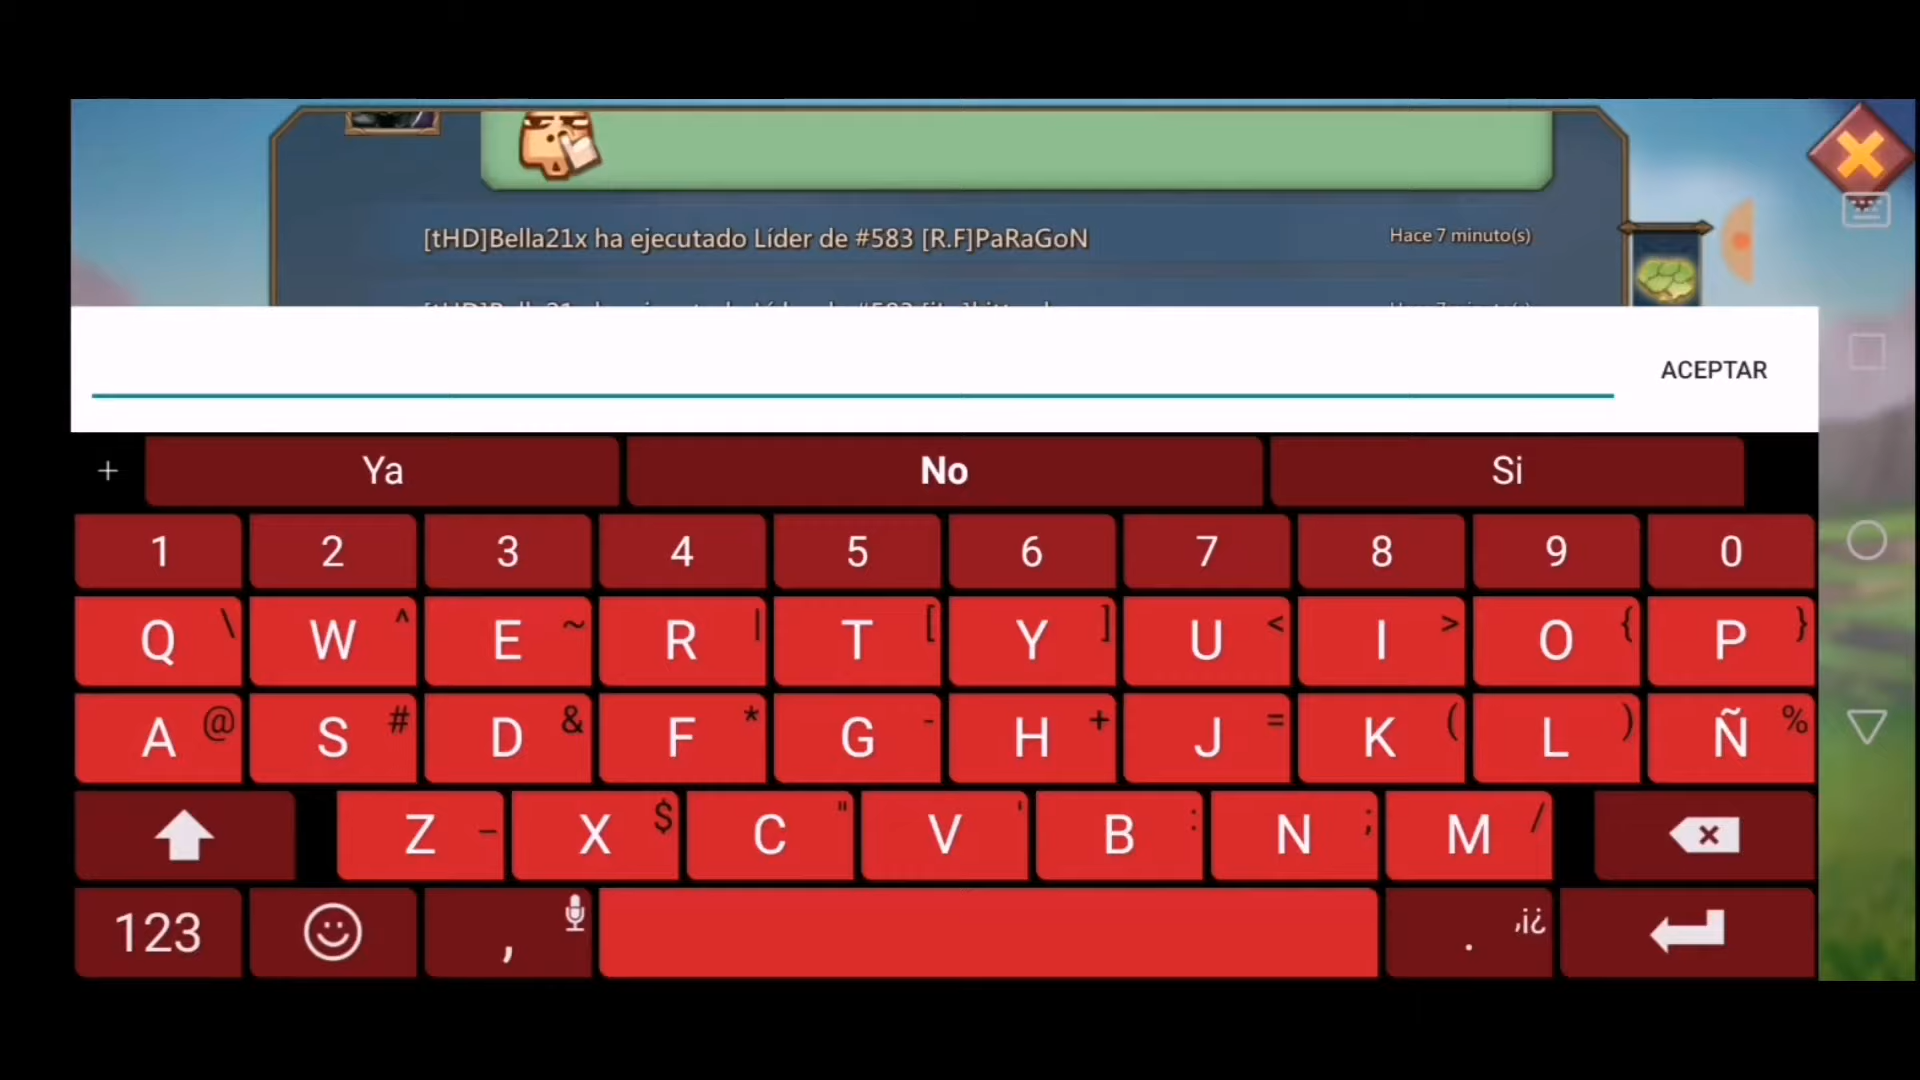 [tHD]Bella21x ha ejecutado Líder de #583 [R.F]PaRaGoN Hace 7 minuto(s)
ACEPTAR
+ Ya No Si
1 2 3 4 5 6 7 8 9 0
Q \ W ^ E ~ R | T [ Y ] U < I > O { P }
A @ S # D & F * G - H + J = K ( L ) Ñ %
Z _ X $ C " V ' B : N ; M /
123 , . ,¡¿